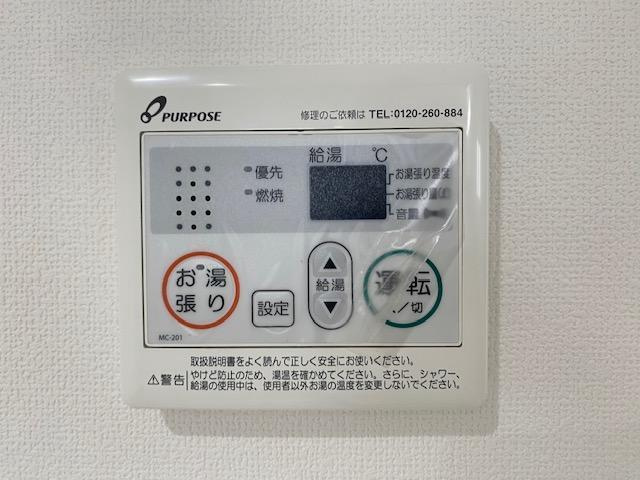 PURPOSE
修理のご依頼は TEL:0120-260-884
給湯 ℃
優先
燃焼
お湯張り温度
お湯張り
音量
お湯
張り
設定
給湯
運転
/切
MC-201
取扱説明書をよく読んで正しく安全にお使いください。
⚠警告
やけど防止のため、湯温を確かめてください。さらに、シャワー、
給湯の使用中は、使用者以外お湯の温度を変更しないでください。